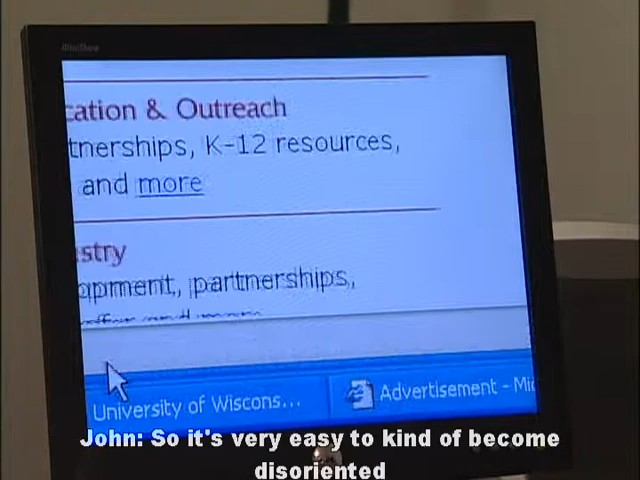 cation & Outreach
tnerships, K-12 resources,
and more
stry
opment, partnerships,
University of Wiscons...
Advertisement - Mi
John: So it's very easy to kind of become
disoriented